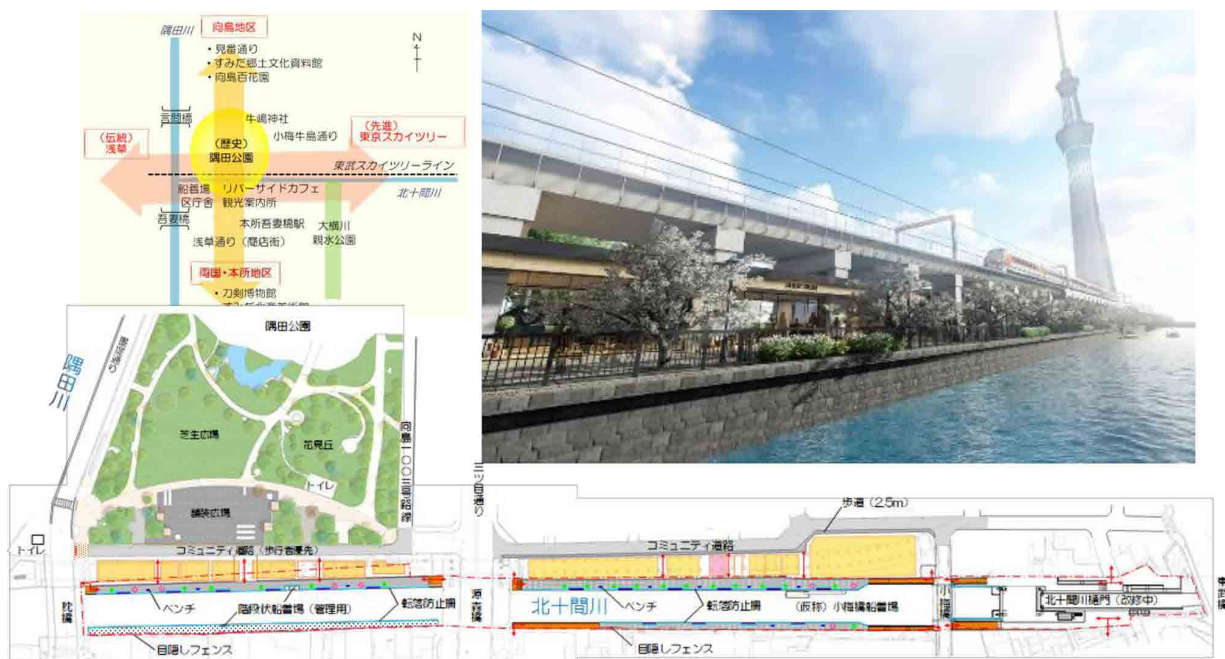 隅田川
向島地区
N
・見番通り
・すみだ郷土文化資料館
・向島百花園
言問橋
牛嶋神社
小梅牛島通り
(伝統)
浅草
(歴史)
隅田公園
(先進)
東京スカイツリー
東武スカイツリーライン
船着場 リバーサイドカフェ
区庁舎 観光案内所
北十間川
吾妻橋
本所吾妻橋駅
大横川
親水公園
浅草通り(商店街)
両国・本所地区
・刀剣博物館
隅田公園
隅田川
芝生広場
花見丘
トイレ
舗装広場
三ツ目通り
歩道(2.5m)
トイレ
コミュニティ道路(歩行者優先)
コミュニティ道路
枕橋
ベンチ
階段状船着場(管理用)
転落防止柵
源森橋
北十間川
ベンチ
転落防止柵
(仮称)小梅橋船着場
小梅橋
北十間川樋門(改修中)
東武橋
目隠しフェンス
目隠しフェンス